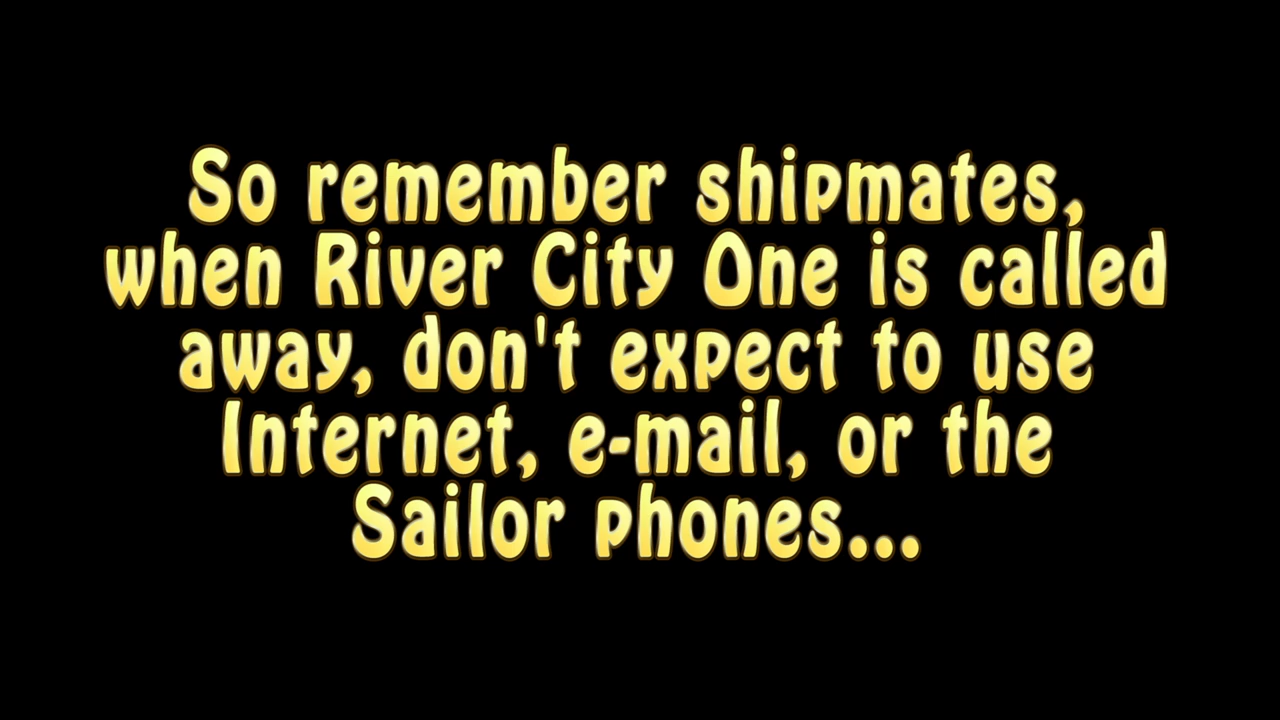 So remember shipmates,
when River City One is called
away, don't expect to use
Internet, e-mail, or the
Sailor phones...